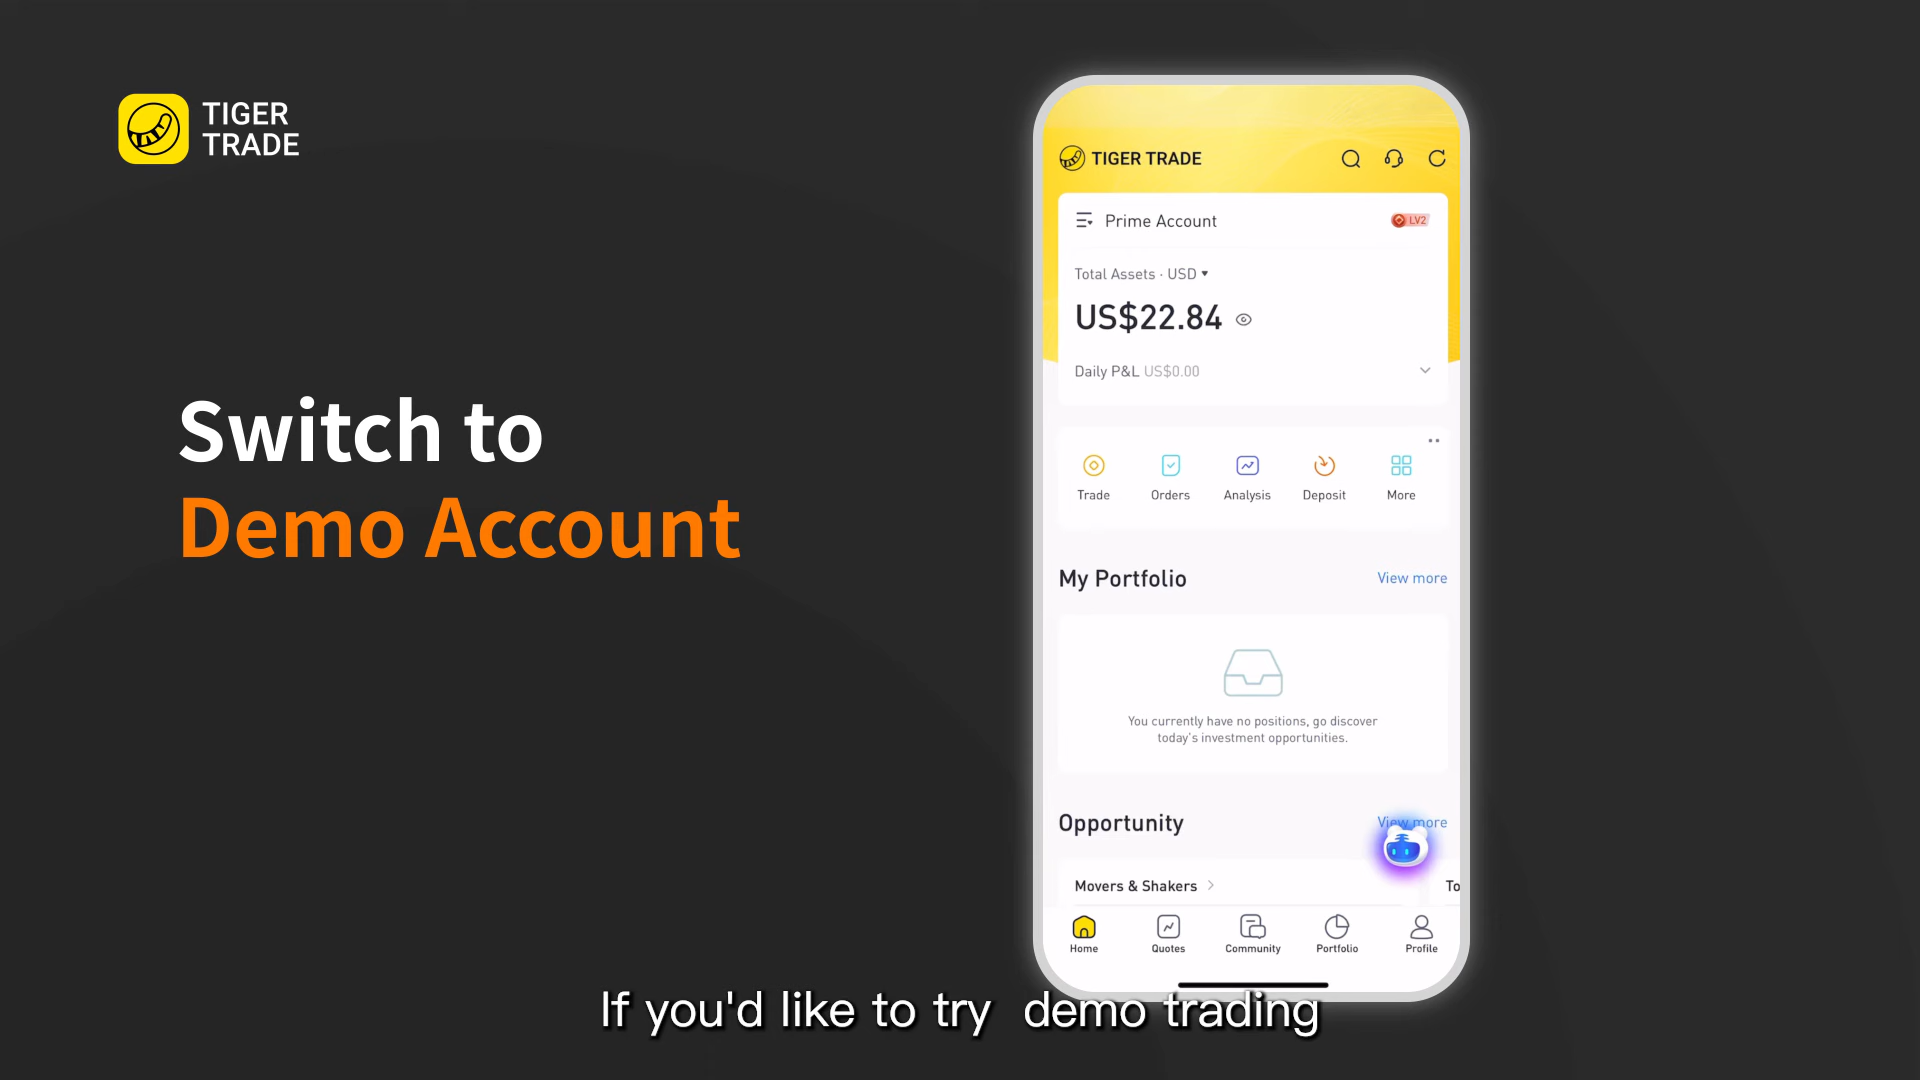 TIGER
TRADE
Switch to
Demo Account
TIGER TRADE
Prime Account
LV2
Total Assets · USD
US$22.84
Daily P&L US$0.00
Trade
Orders
Analysis
Deposit
More
My Portfolio
View more
You currently have no positions, go discover
today's investment opportunities.
Opportunity
View more
Movers & Shakers
To
Home
Quotes
Community
Portfolio
Profile
If you'd like to try demo trading